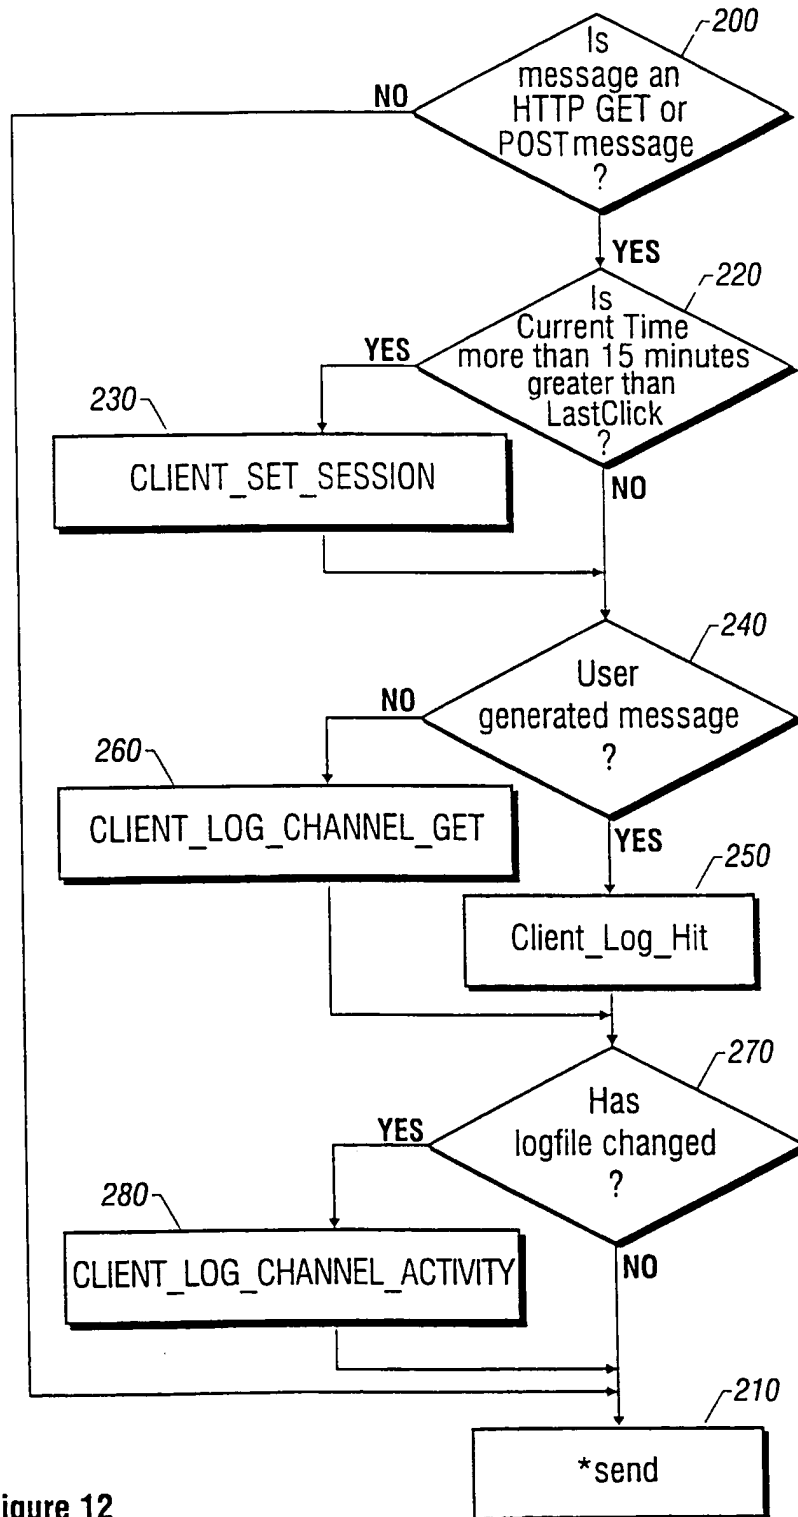 200
Is
message an
HTTP GET or
POST message
?
NO
YES
220
Is
Current Time
more than 15 minutes
greater than
LastClick
?
YES
NO
230
CLIENT_SET_SESSION
240
User
generated message
?
NO
YES
260
CLIENT_LOG_CHANNEL_GET
250
Client_Log_Hit
270
Has
logfile changed
?
YES
NO
280
CLIENT_LOG_CHANNEL_ACTIVITY
210
*send
igure 12